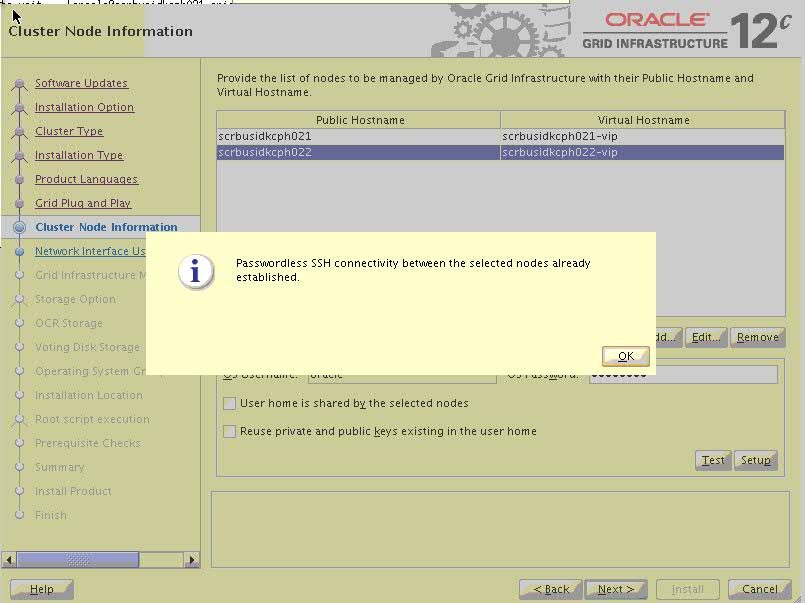 Cluster Node Information
ORACLE
GRID INFRASTRUCTURE 12c
Software Updates
Installation Option
Cluster Type
Installation Type
Product Languages
Grid Plug and Play
Cluster Node Information
Network Interface Us
Grid Infrastructure M
Storage Option
OCR Storage
Voting Disk Storage
Operating System Gr
Installation Location
Root script execution
Prerequisite Checks
Summary
Install Product
Finish
Provide the list of nodes to be managed by Oracle Grid Infrastructure with their Public Hostname and
Virtual Hostname.
Public Hostname Virtual Hostname
scrbusidkcph021 scrbusidkcph021-vip
scrbusidkcph022 scrbusidkcph022-vip
Passwordless SSH connectivity between the selected nodes already
established.
OK
dd... Edit... Remove
OS Username: oracle OS Password:
User home is shared by the selected nodes
Reuse private and public keys existing in the user home
Test Setup
Help < Back Next > Install Cancel